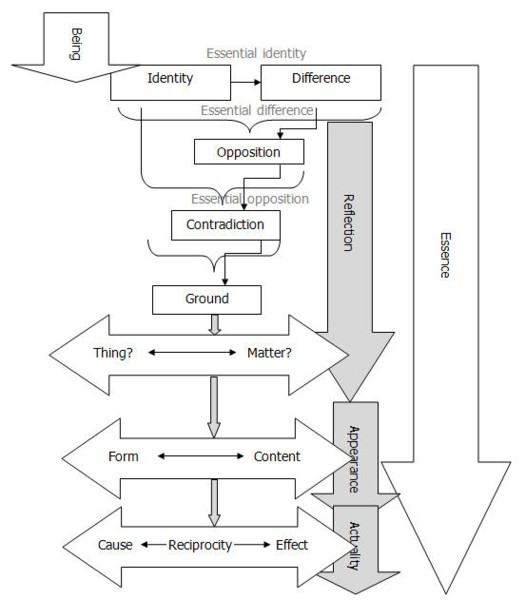 Being
Essential identity
Identity
Difference
Essential difference
Opposition
Essential opposition
Contradiction
Ground
Reflection
Essence
Thing?
Matter?
Form
Content
Appearance
Cause
Reciprocity
Effect
Actuality